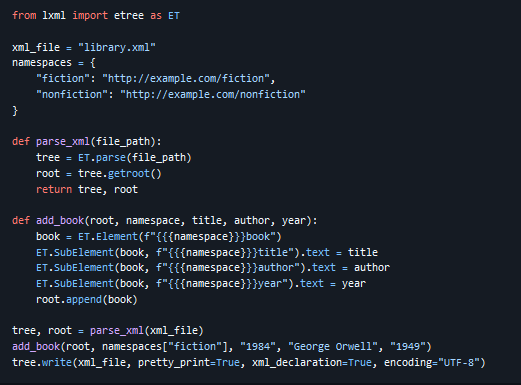 from lxml import etree as ET

xml_file = "library.xml"
namespaces = {
    "fiction": "http://example.com/fiction",
    "nonfiction": "http://example.com/nonfiction"
}

def parse_xml(file_path):
    tree = ET.parse(file_path)
    root = tree.getroot()
    return tree, root

def add_book(root, namespace, title, author, year):
    book = ET.Element(f"{{{namespace}}}book")
    ET.SubElement(book, f"{{{namespace}}}title").text = title
    ET.SubElement(book, f"{{{namespace}}}author").text = author
    ET.SubElement(book, f"{{{namespace}}}year").text = year
    root.append(book)

tree, root = parse_xml(xml_file)
add_book(root, namespaces["fiction"], "1984", "George Orwell", "1949")
tree.write(xml_file, pretty_print=True, xml_declaration=True, encoding="UTF-8")